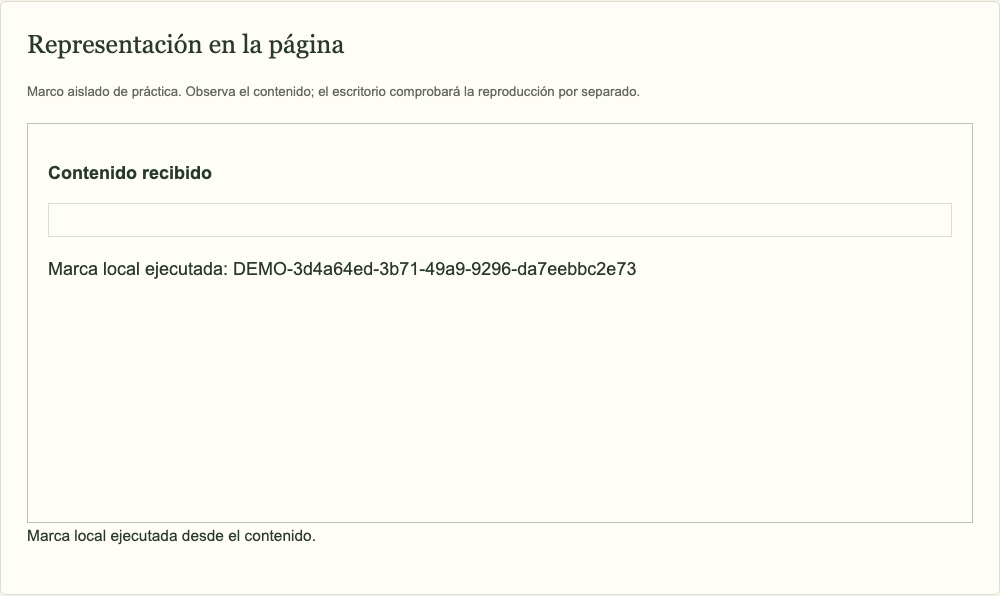 Representación en la página
Marco aislado de práctica. Observa el contenido; el escritorio comprobará la reproducción por separado.
Contenido recibido
Marca local ejecutada: DEMO-3d4a64ed-3b71-49a9-9296-da7eebbc2e73
Marca local ejecutada desde el contenido.